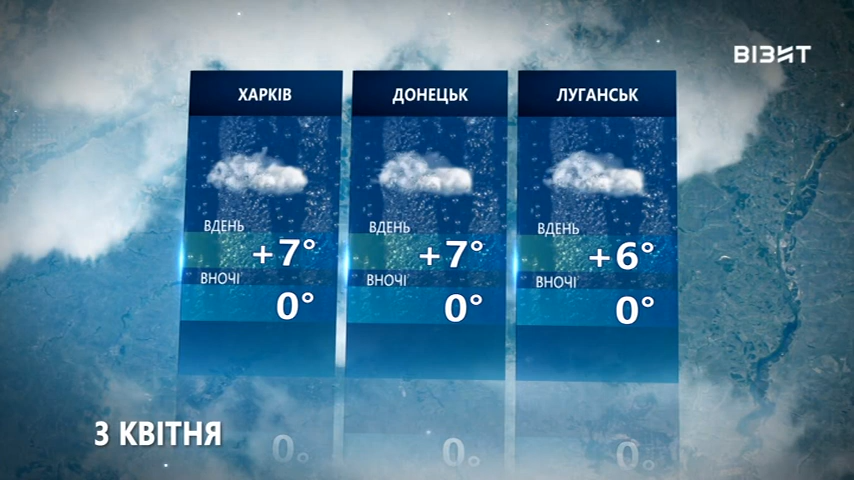 ВІЗИТ
ХАРКІВ
ВДЕНЬ
+7°
ВНОЧІ
0°
ДОНЕЦЬК
ВДЕНЬ
+7°
ВНОЧІ
0°
ЛУГАНСЬК
ВДЕНЬ
+6°
ВНОЧІ
0°
3 КВІТНЯ